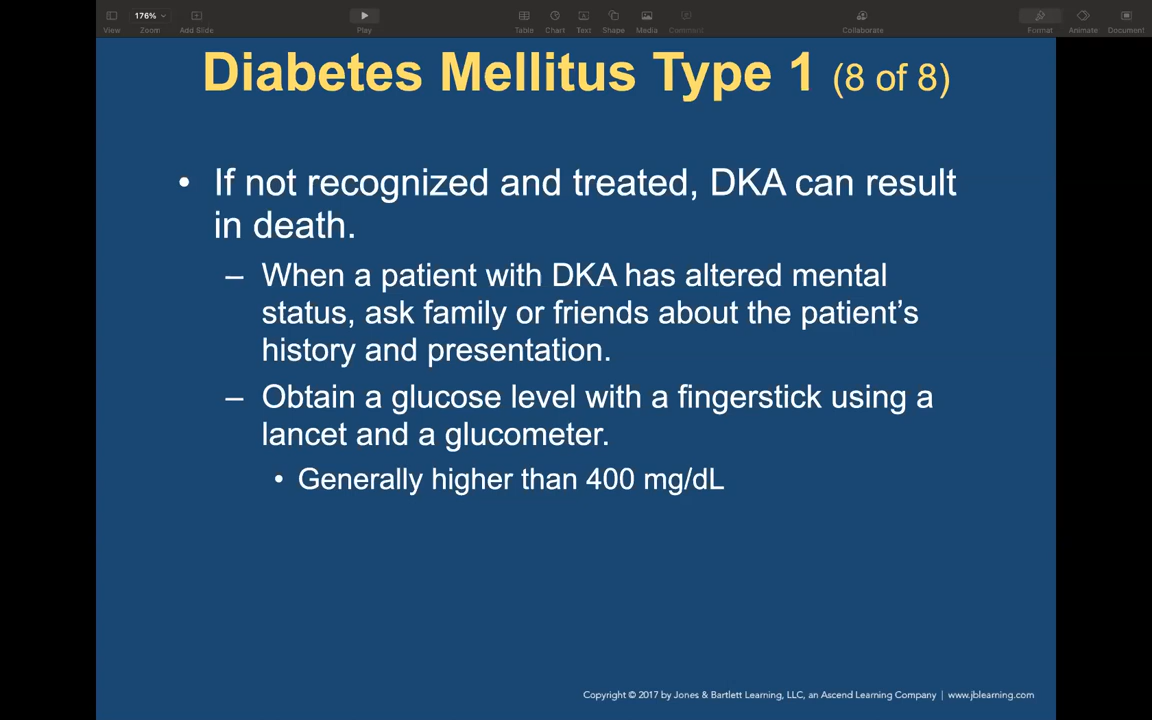 176%
View
Zoom
Add Slide
Play
Table
Chart
Text
Shape
Media
Comment
Collaborate
Format
Animate
Document
Diabetes Mellitus Type 1 (8 of 8)
• If not recognized and treated, DKA can result
in death.
– When a patient with DKA has altered mental
status, ask family or friends about the patient’s
history and presentation.
– Obtain a glucose level with a fingerstick using a
lancet and a glucometer.
• Generally higher than 400 mg/dL
Copyright © 2017 by Jones & Bartlett Learning, LLC, an Ascend Learning Company | www.jblearning.com